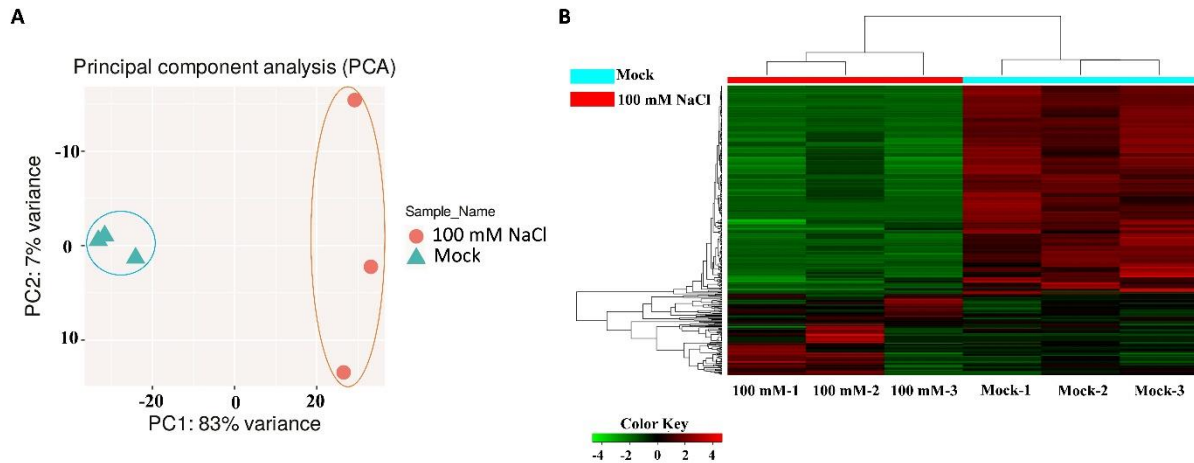 A
Principal component analysis (PCA)
-10
0
10
PC2: 7% variance
-20
0
20
PC1: 83% variance
Sample_Name
100 mM NaCl
Mock
B
Mock
100 mM NaCl
100 mM-1
100 mM-2
100 mM-3
Mock-1
Mock-2
Mock-3
Color Key
-4 -2 0 2 4